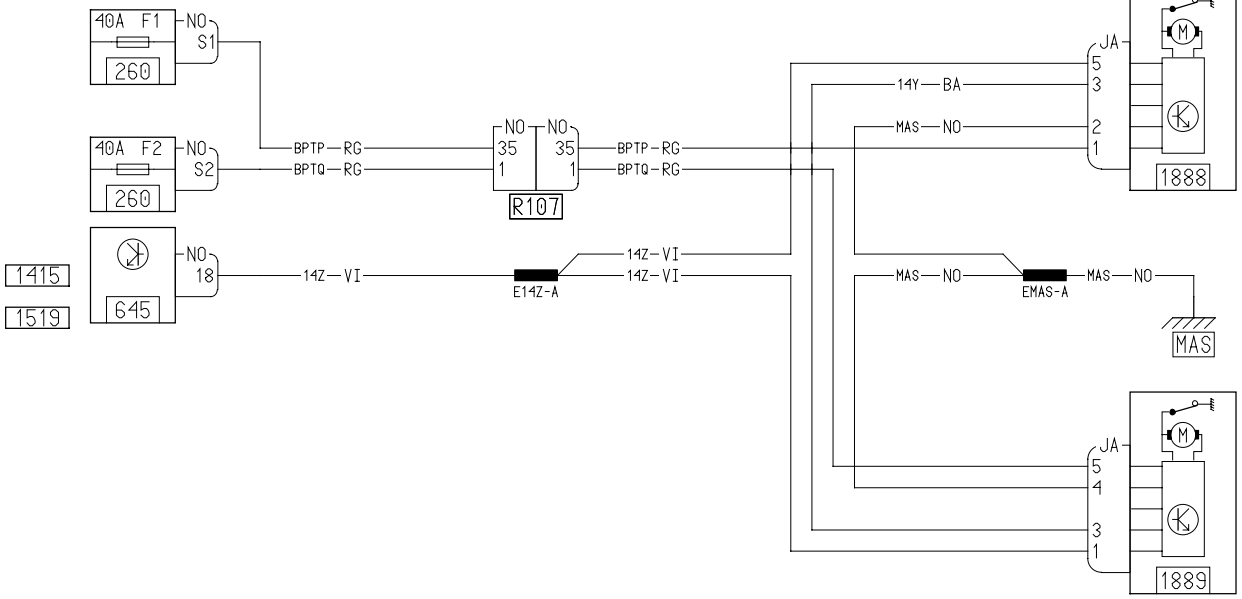 40A F1 NO
S1
260
JA
M
5
3
14Y BA
MAS NO
2
1
1888
40A F2 NO
S2
260
BPTP RG
BPTQ RG
NO NO
35 35
1 1
R107
BPTP RG
BPTQ RG
NO
18
645
1415
1519
14Z VI
E14Z-A
14Z VI
14Z VI
MAS NO
EMAS-A
MAS NO
MAS
JA
M
5
4
3
1
1889